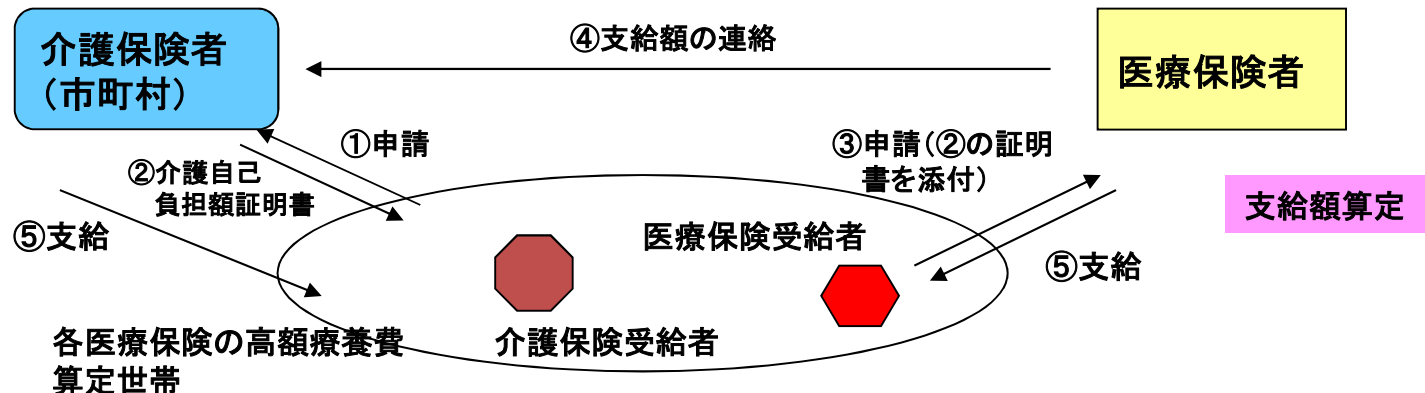 介護保険者
（市町村）
④支給額の連絡
医療保険者
①申請
②介護自己
負担額証明書
③申請（②の証明
書を添付）
支給額算定
⑤支給
医療保険受給者
⑤支給
各医療保険の高額療養費
算定世帯
介護保険受給者